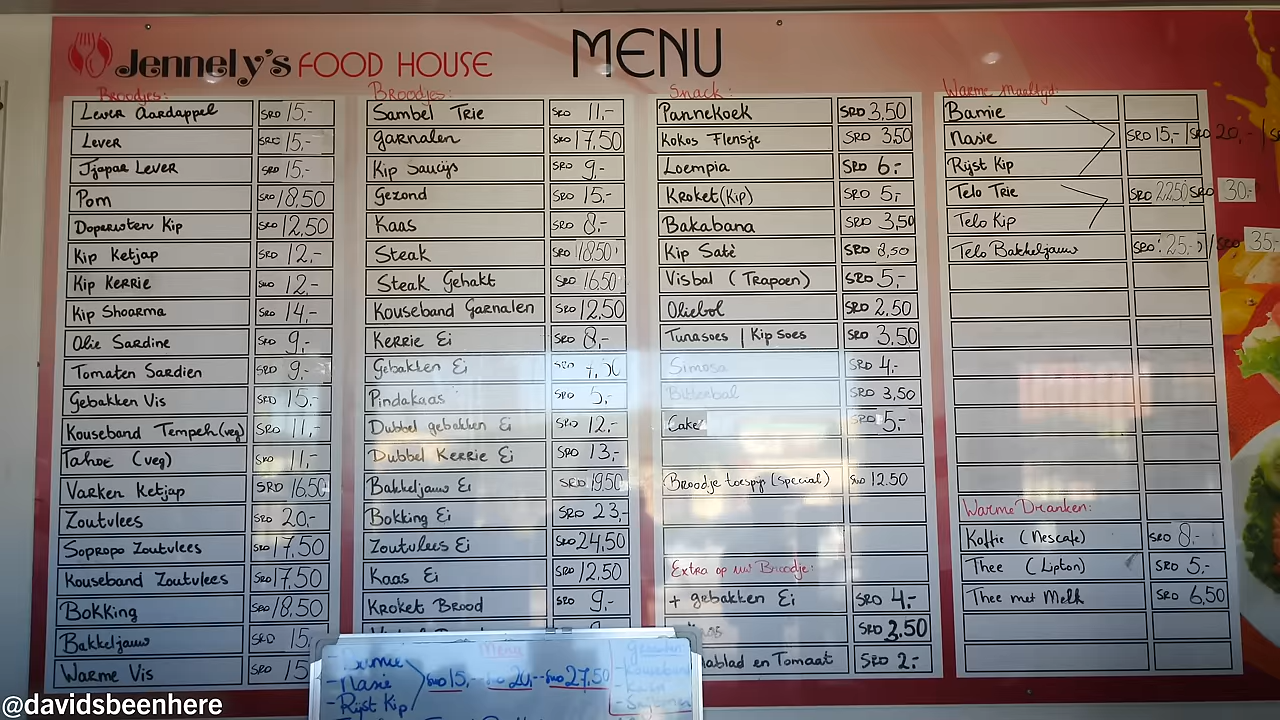 Jennely's FOOD HOUSE
MENU
Broodjes:
Lever Aardappel SRD 15,-
Lever SRD 15,-
Tjopar Lever SRD 15,-
Pom SRD 18,50
Doperwten Kip SRD 12,50
Kip Ketjap SRD 12,-
Kip Kerrie SRD 12,-
Kip Shoarma SRD 14,-
Olie Sardine SRD 9,-
Tomaten Sardien SRD 9,-
Gebakken Vis SRD 15,-
Kouseband Tempeh (veg) SRD 11,-
Tahoe (veg) SRD 11,-
Varken Ketjap SRD 16.50
Zoutvlees SRD 20,-
Sopropo Zoutvlees SRD 17,50
Kouseband Zoutvlees SRD 17,50
Bokking SRD 18.50
Bakkeljauw SRD 15
Warme Vis SRD 15
Broodjes:
Sambel Trie SRD 11,-
Garnalen SRD 17,50
Kip Saucijs SRD 9,-
Gezond SRD 15,-
Kaas SRD 8,-
Steak SRD 18,50
Steak Gehakt SRD 16.50
Kouseband Garnalen SRD 12.50
Kerrie Ei SRD 8,-
Gebakken Ei SRD
Pindakaas SRD 5,-
Dubbel gebakken Ei SRD 12,-
Dubbel Kerrie Ei SRD 13,-
Bakkeljauw Ei SRD 19.50
Bokking Ei SRD 23,-
Zoutvlees Ei SRD 24,50
Kaas Ei SRD 12.50
Kroket Brood SRD 9,-
Snack:
Pannekoek SRD 3,50
Kokos Flensje SRD 3,50
Loempia SRD 6,-
Kroket (Kip) SRD 5,-
Bakabana SRD 3,50
Kip Satè SRD 8,50
Visbal (Trapoen) SRD 5,-
Oliebol SRD 2,50
Tunasoes | Kip Soes SRD 3.50
Simosa SRD 4,-
Bitterbal SRD 3,50
Cake SRD 5,-
Broodje toespijs (special) SRD 12.50
Extra op uw Broodje:
+ gebakken Ei SRD 4,-
SRD 3.50
en Tomaat SRD 2,-
Warme Maaltijd:
Bamie
Nasie SRD 15,- | SRD 20,- |
Rijst Kip
Telo Trie SRD 22,50 SRD 30,-
Telo Kip
Telo Bakkeljauw SRD: 25,- | SRD 35
Warme Dranken:
Koffie (Nescafe) SRD 8,-
Thee (Lipton) SRD 5,-
Thee met Melk SRD 6,50
Menu
- Bamie
- Nasie SRD 15,- SRD 20,- SRD 27,50
- Rijst Kip
Groenten
- Kouseband
@davidsbeenhere